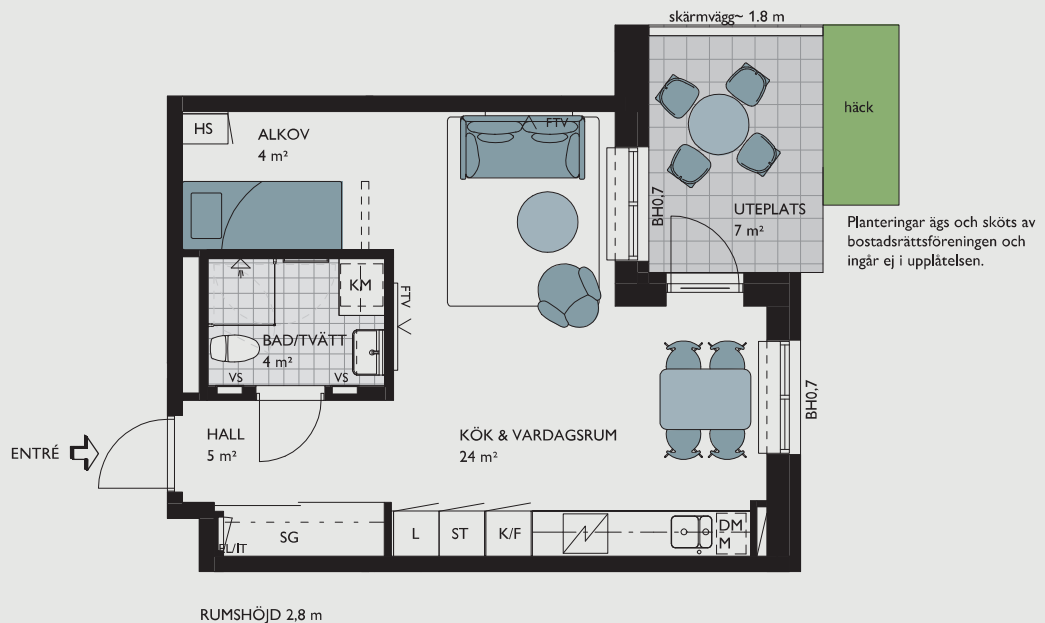 skärmvägg~ 1.8 m
HS
ALKOV
4 m²
FTV
häck
BH0,7
UTEPLATS
7 m²
Planteringar ägs och sköts av
bostadsrättsföreningen och
ingår ej i upplåtelsen.
KM
FTV
BAD/TVÄTT
4 m²
VS
VS
BH0,7
ENTRÉ
HALL
5 m²
KÖK & VARDAGSRUM
24 m²
EL/IT
SG
L
ST
K/F
DM
M
RUMSHÖJD 2,8 m